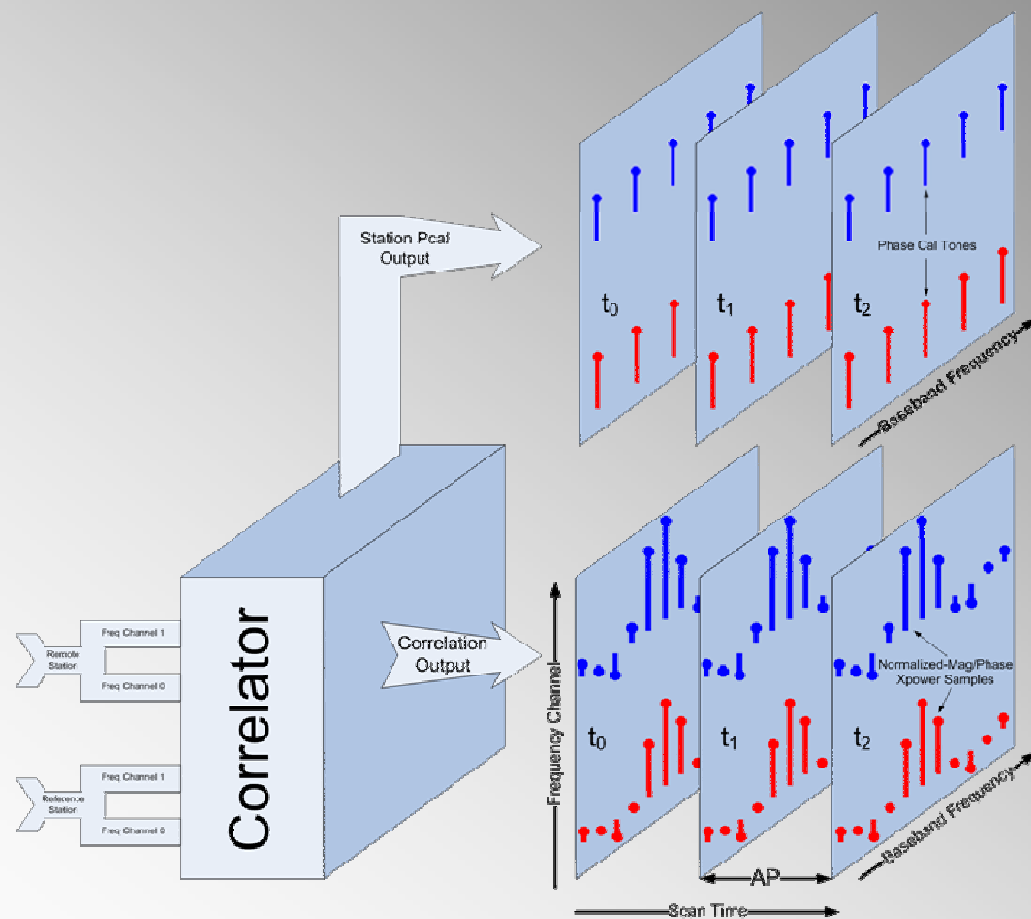 Station Pcal
Output
Phase Cal Tones
t0
t1
t2
Baseband Frequency
Correlator
Freq Channel 1
Remote
Station
Freq Channel 0
Freq Channel 1
Reference
Station
Freq Channel 0
Correlation
Output
Frequency Channel
Normalized-Mag/Phase
Xpower Samples
t0
t1
t2
Baseband Frequency
AP
Scan Time